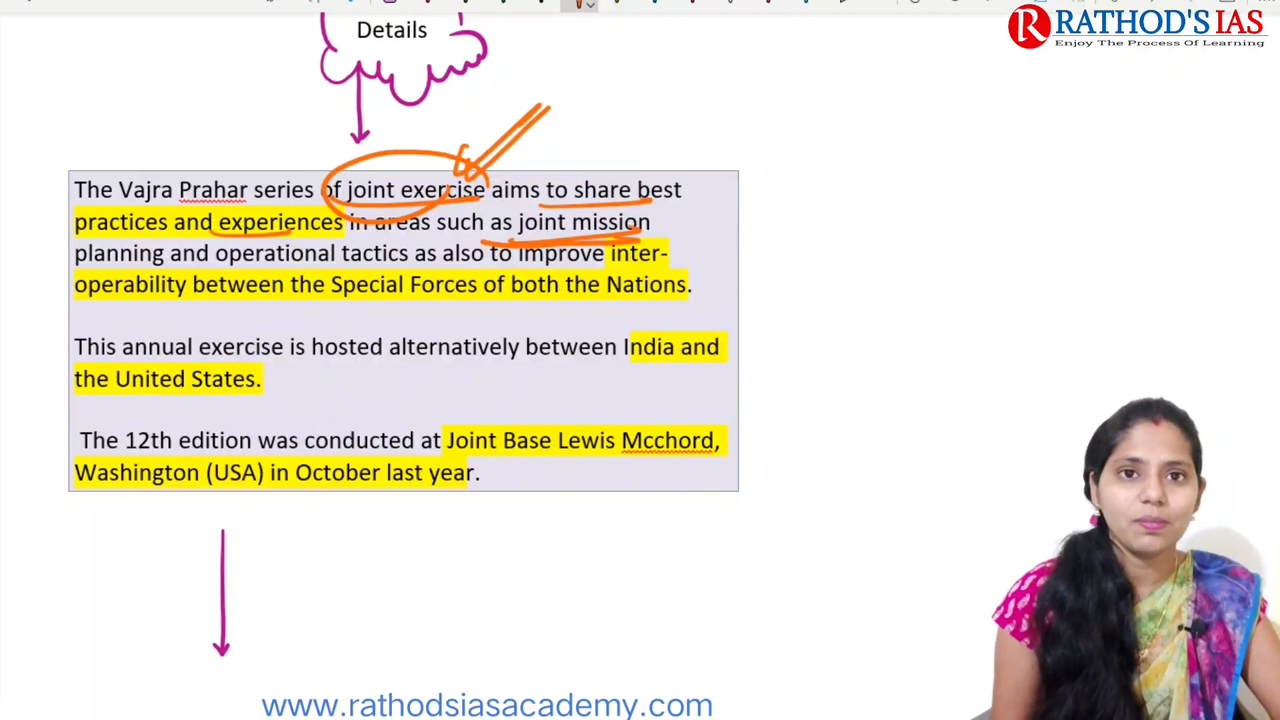 Details
RATHOD'S IAS
Enjoy The Process Of Learning
The Vajra Prahar series of joint exercise aims to share best
practices and experiences in areas such as joint mission
planning and operational tactics as also to improve inter-
operability between the Special Forces of both the Nations.
This annual exercise is hosted alternatively between India and
the United States.
The 12th edition was conducted at Joint Base Lewis Mcchord,
Washington (USA) in October last year.
www.rathodsiasacademy.com